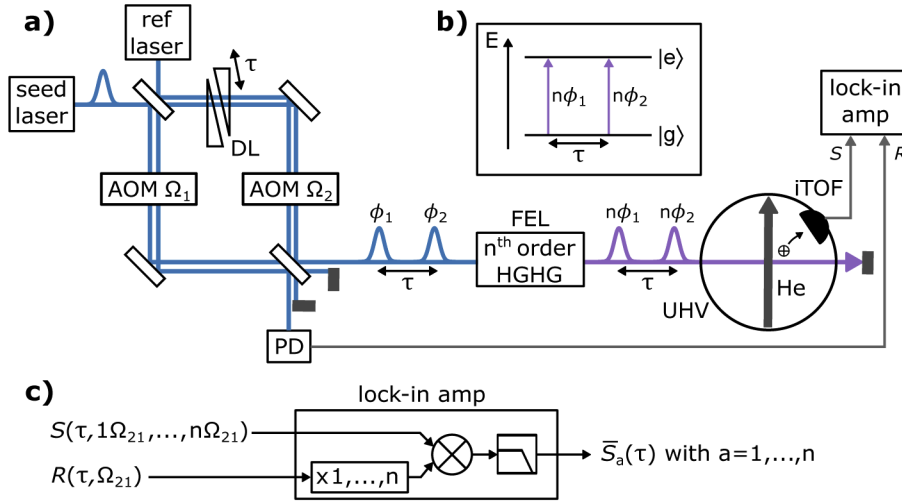 a)
ref
laser
seed
laser
τ
DL
AOM Ω₁
AOM Ω₂
PD
ϕ₁
ϕ₂
τ
FEL
nᵗʰ order
HGHG
nϕ₁
nϕ₂
τ
b)
E
|e⟩
nϕ₁
nϕ₂
|g⟩
τ
lock-in
amp
S
R
iTOF
⊕
He
UHV
c)
lock-in amp
S(τ,1Ω₂₁,...,nΩ₂₁)
R(τ,Ω₂₁)
x1,...,n
S̅ₐ(τ) with a=1,...,n